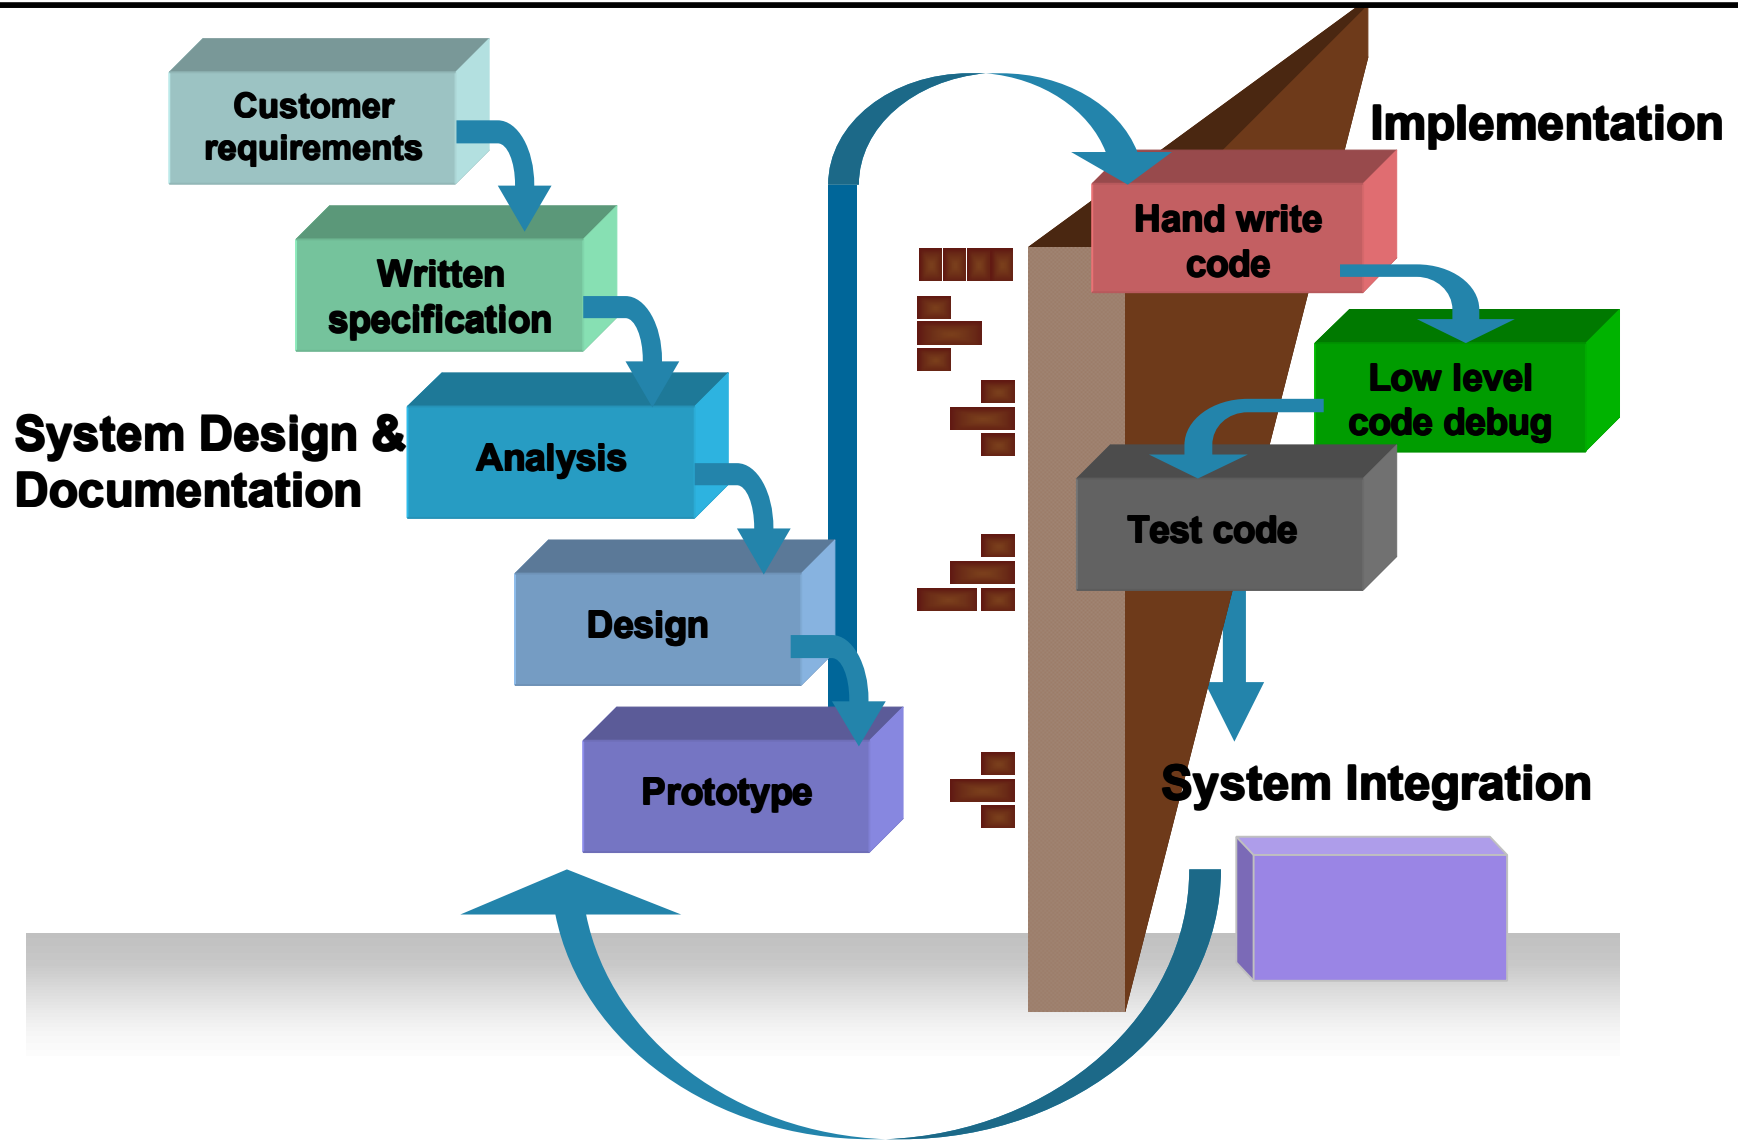 Customer
requirements
Written
specification
System Design &
Documentation
Analysis
Design
Prototype
Implementation
Hand write
code
Low level
code debug
Test code
System Integration